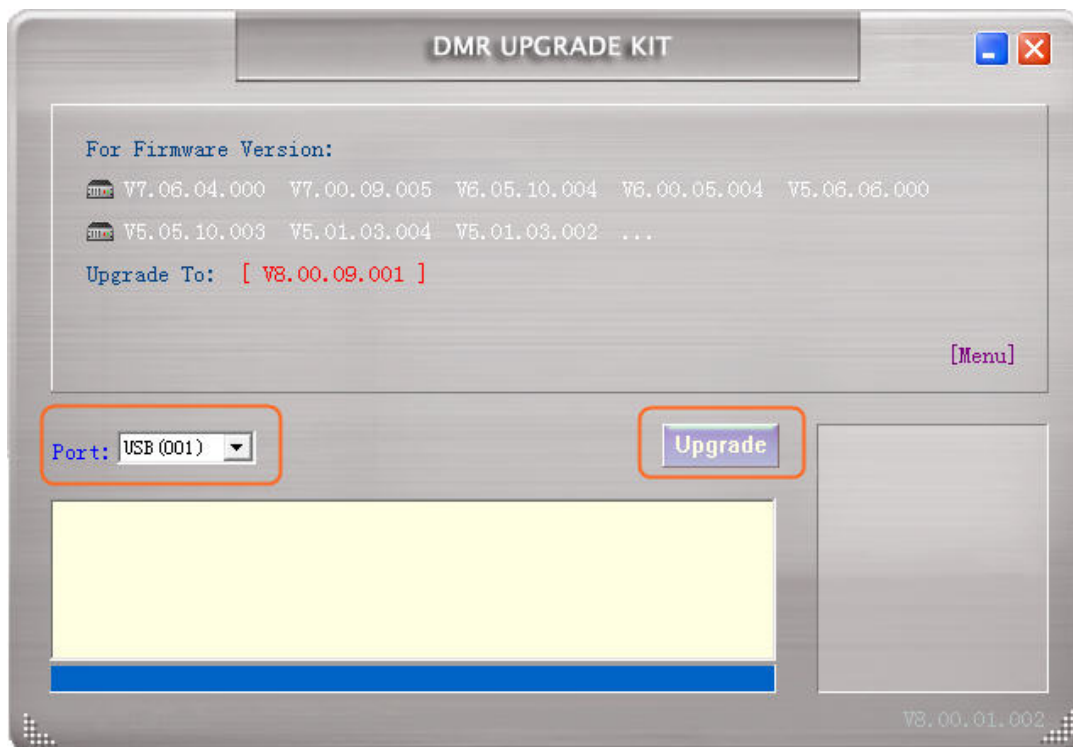 DMR UPGRADE KIT
For Firmware Version:
V7.06.04.000 V7.00.09.005 V6.05.10.004 V6.00.05.004 V5.06.06.000
V5.05.10.003 V5.01.03.004 V5.01.03.002 ...
Upgrade To: [ V8.00.09.001 ]
[Menu]
Port: USB(001)
Upgrade
V8.00.01.002